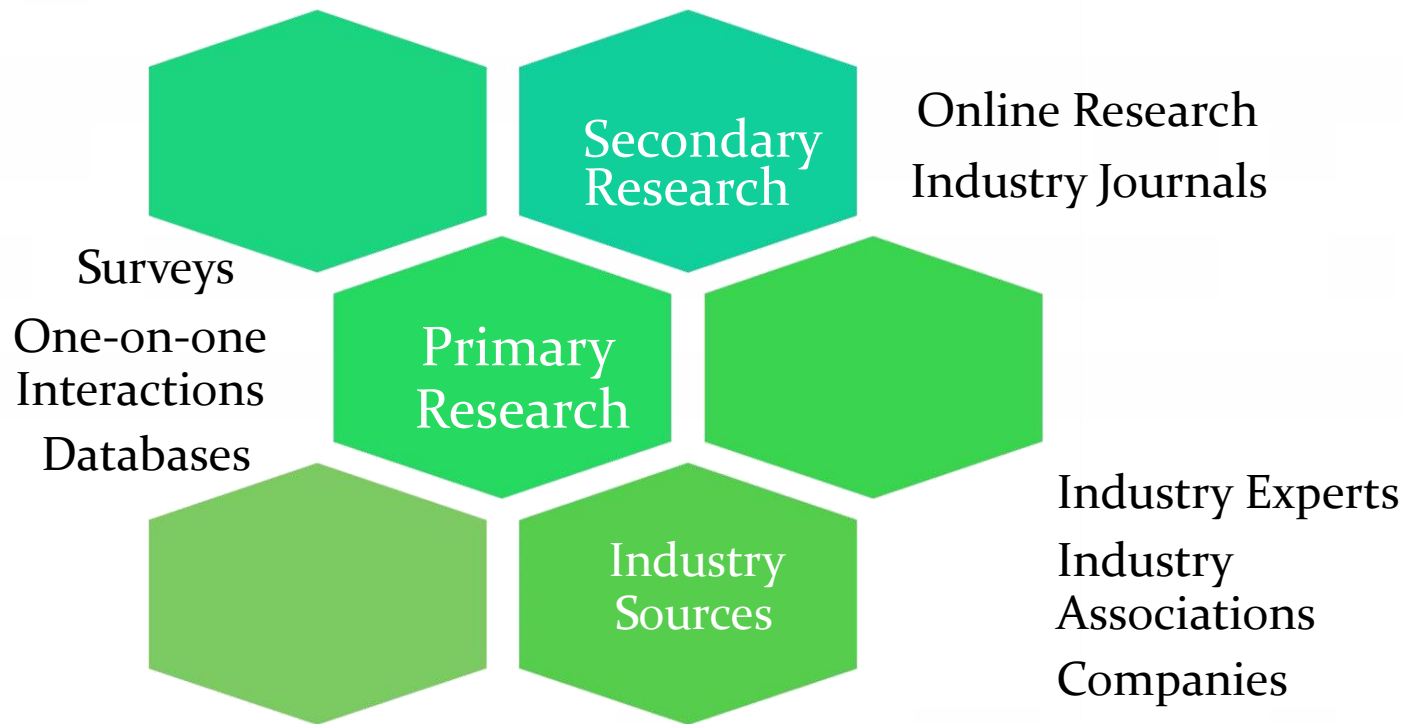 Secondary
Research
Online Research
Industry Journals
Surveys
One-on-one
Interactions
Databases
Primary
Research
Industry
Sources
Industry Experts
Industry
Associations
Companies